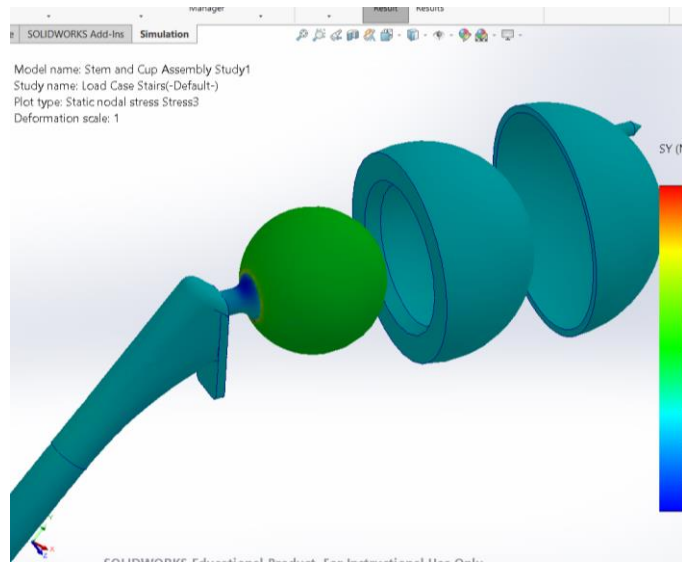 Manager
Result
Results
SOLIDWORKS Add-Ins
Simulation
Model name: Stem and Cup Assembly Study1
Study name: Load Case Stairs(-Default-)
Plot type: Static nodal stress Stress3
Deformation scale: 1
SY (
SOLIDWORKS Educational Product. For Instructional Use Only.